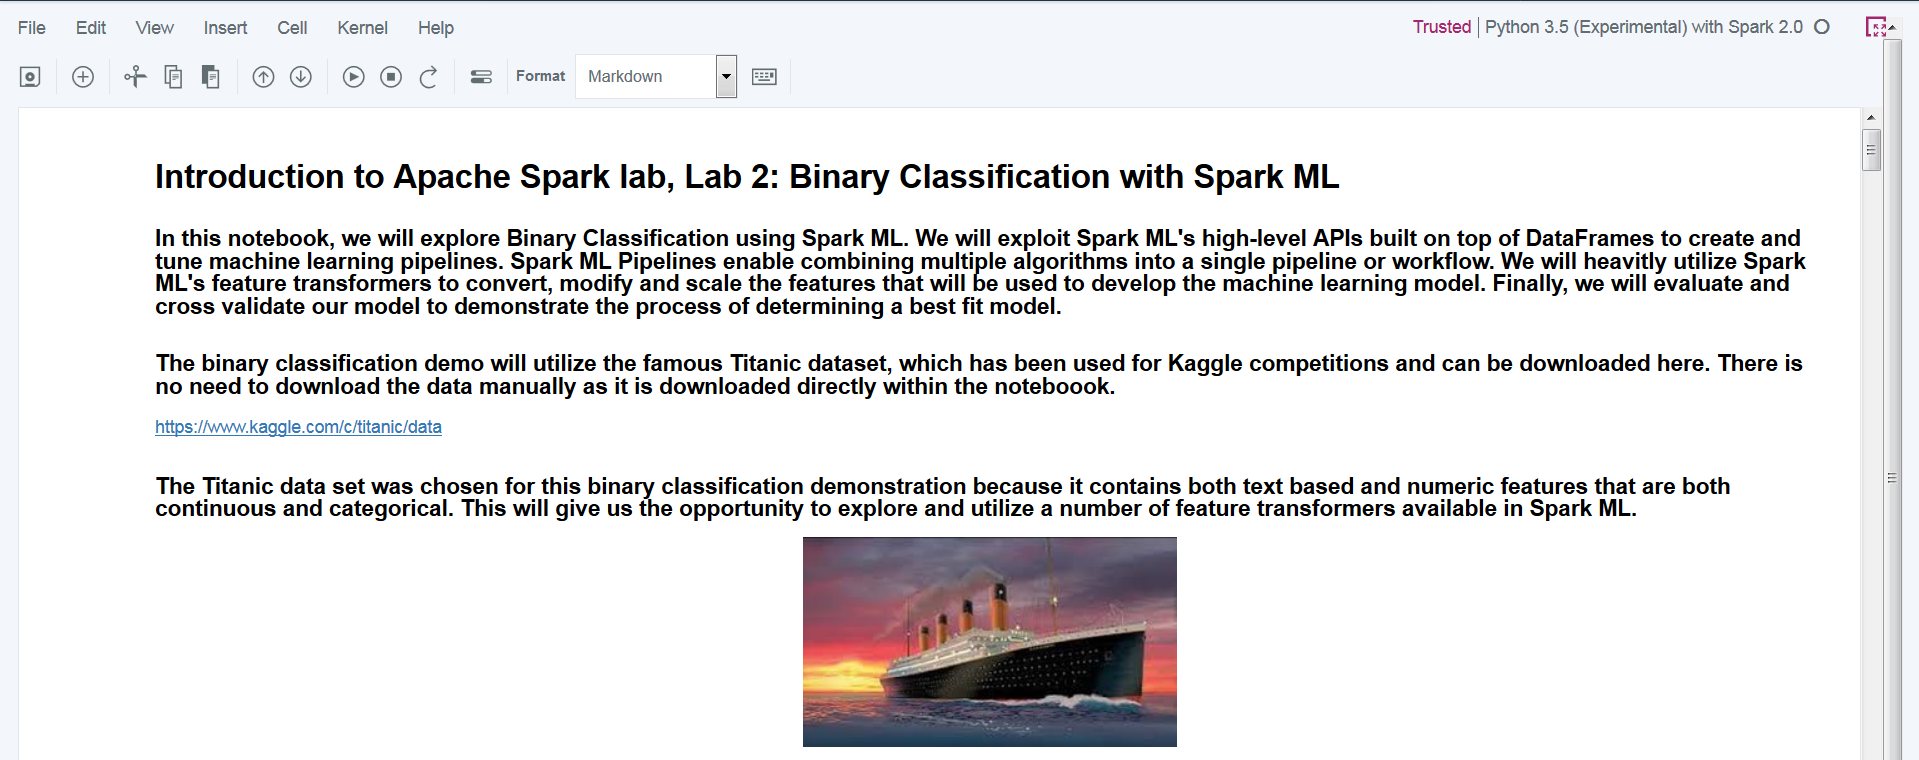 File Edit View Insert Cell Kernel Help Trusted Python 3.5 (Experimental) with Spark 2.0
Format Markdown
Introduction to Apache Spark lab, Lab 2: Binary Classification with Spark ML
In this notebook, we will explore Binary Classification using Spark ML. We will exploit Spark ML's high-level APIs built on top of DataFrames to create and
tune machine learning pipelines. Spark ML Pipelines enable combining multiple algorithms into a single pipeline or workflow. We will heavitly utilize Spark
ML's feature transformers to convert, modify and scale the features that will be used to develop the machine learning model. Finally, we will evaluate and
cross validate our model to demonstrate the process of determining a best fit model.
The binary classification demo will utilize the famous Titanic dataset, which has been used for Kaggle competitions and can be downloaded here. There is
no need to download the data manually as it is downloaded directly within the noteboook.
https://www.kaggle.com/c/titanic/data
The Titanic data set was chosen for this binary classification demonstration because it contains both text based and numeric features that are both
continuous and categorical. This will give us the opportunity to explore and utilize a number of feature transformers available in Spark ML.